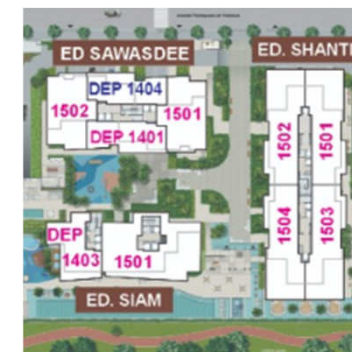 ED SAWASDEE
ED. SHANTI
DEP 1404
1502
1501
DEP 1401
1502
1501
1504
1503
DEP
1403
1501
ED. SIAM